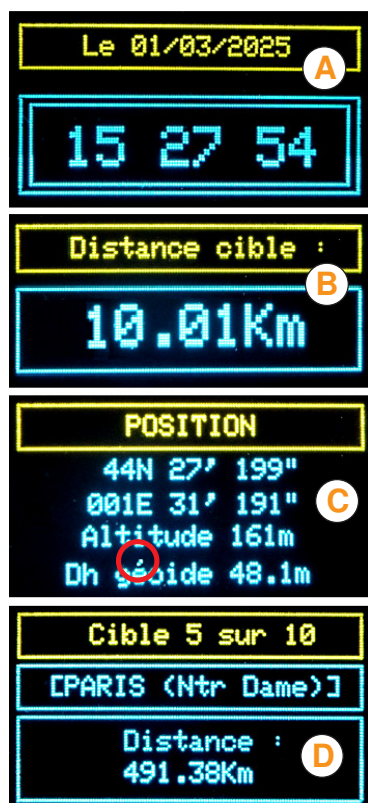 Le 01/03/2025
A
15 27 54
Distance cible :
B
10.01Km
POSITION
44N 27' 199"
001E 31' 191" C
Altitude 161m
Dh géoide 48.1m
Cible 5 sur 10
[PARIS (Ntr Dame)]
Distance :
D
491.38Km